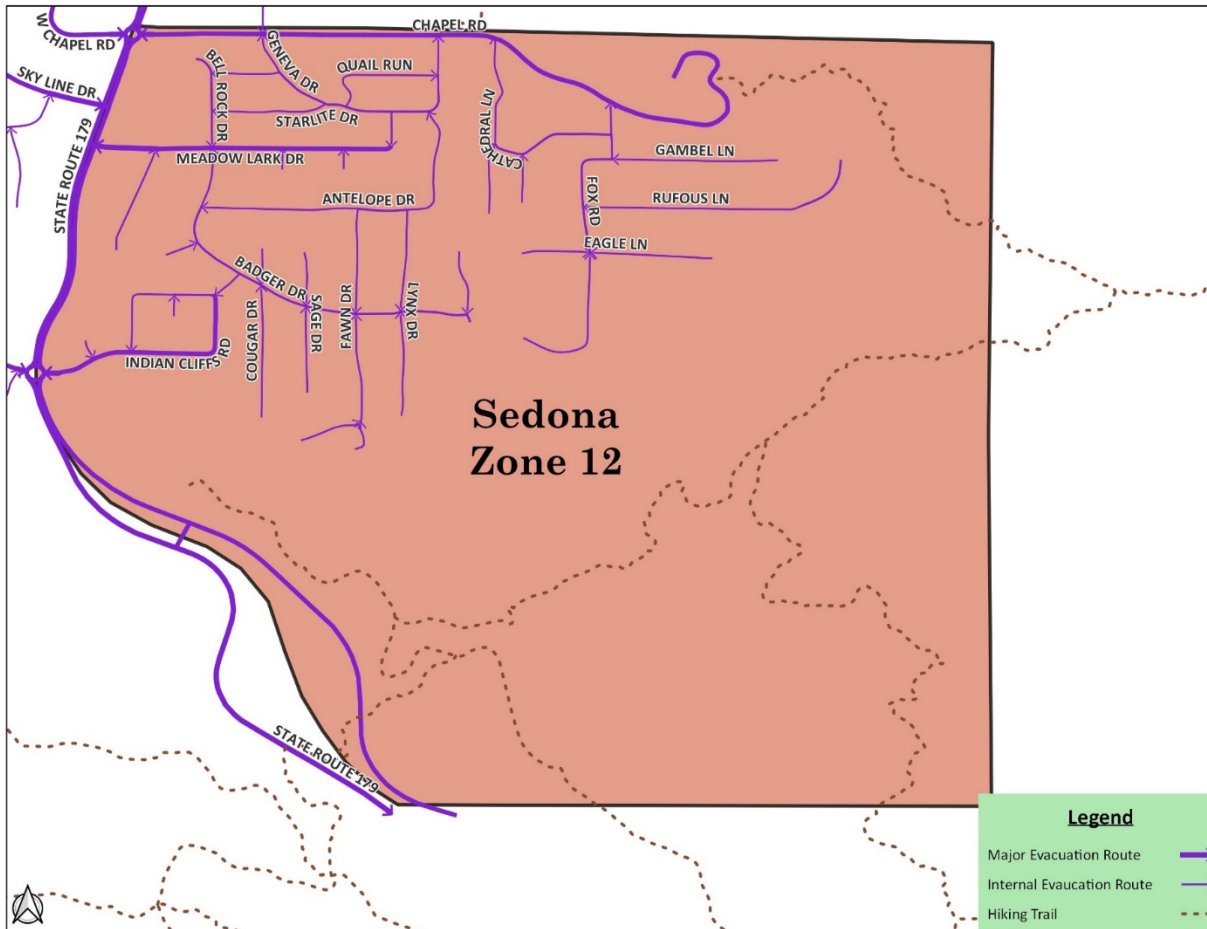 W CHAPEL RD
CHAPEL RD
SKY LINE DR
STATE ROUTE 179
BELL ROCK DR
GENEVA DR
QUAIL RUN
STARLITE DR
MEADOW LARK DR
CATHEDRAL LN
GAMBEL LN
ANTELOPE DR
FOX RD
RUFOUS LN
EAGLE LN
BADGER DR
COUGAR DR
SAGE DR
FAWN DR
LYNX DR
INDIAN CLIFFS RD
Sedona
Zone 12
STATE ROUTE 179
Legend
Major Evacuation Route
Internal Evaucation Route
Hiking Trail